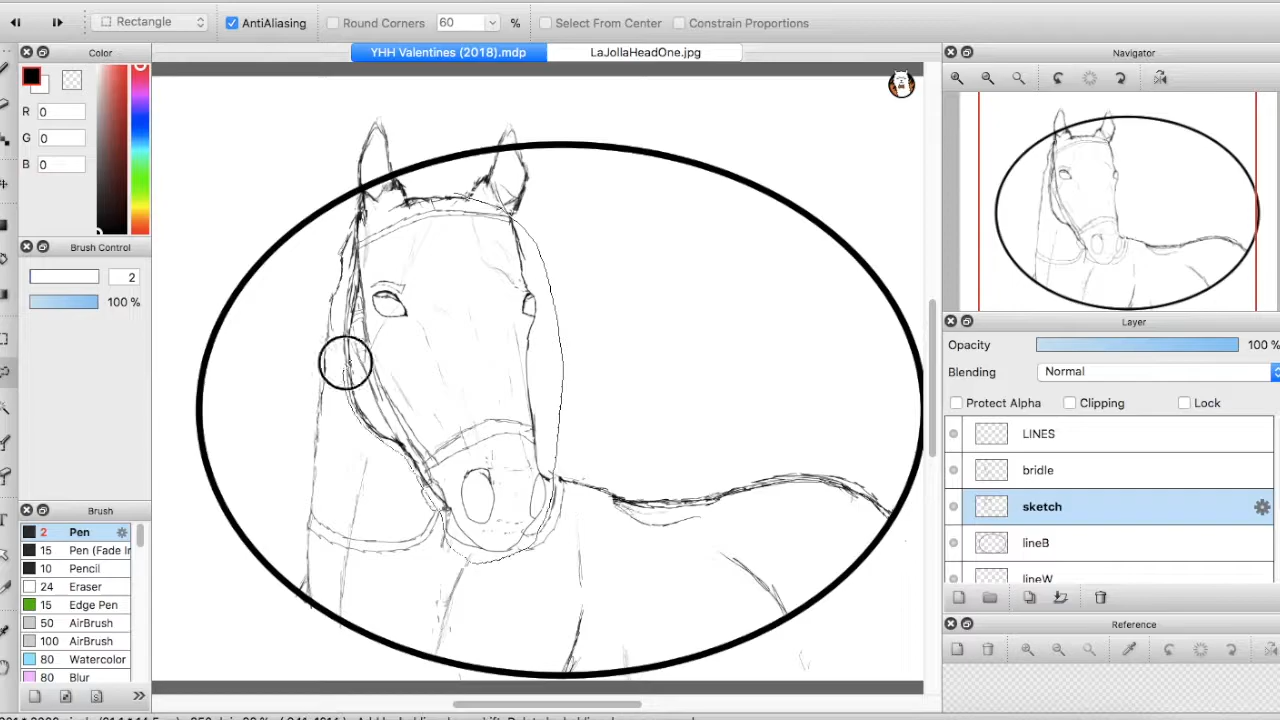 Rectangle AntiAliasing Round Corners 60 % Select From Center Constrain Proportions
Color
YHH Valentines (2018).mdp
LaJollaHeadOne.jpg
Navigator
R 0
G 0
B 0
Brush Control
2
100 %
Layer
Opacity 100 %
Blending Normal
Protect Alpha Clipping Lock
LINES
bridle
sketch
lineB
lineW
Brush
2 Pen
15 Pen (Fade In
10 Pencil
24 Eraser
15 Edge Pen
50 AirBrush
100 AirBrush
80 Watercolor
80 Blur
Reference